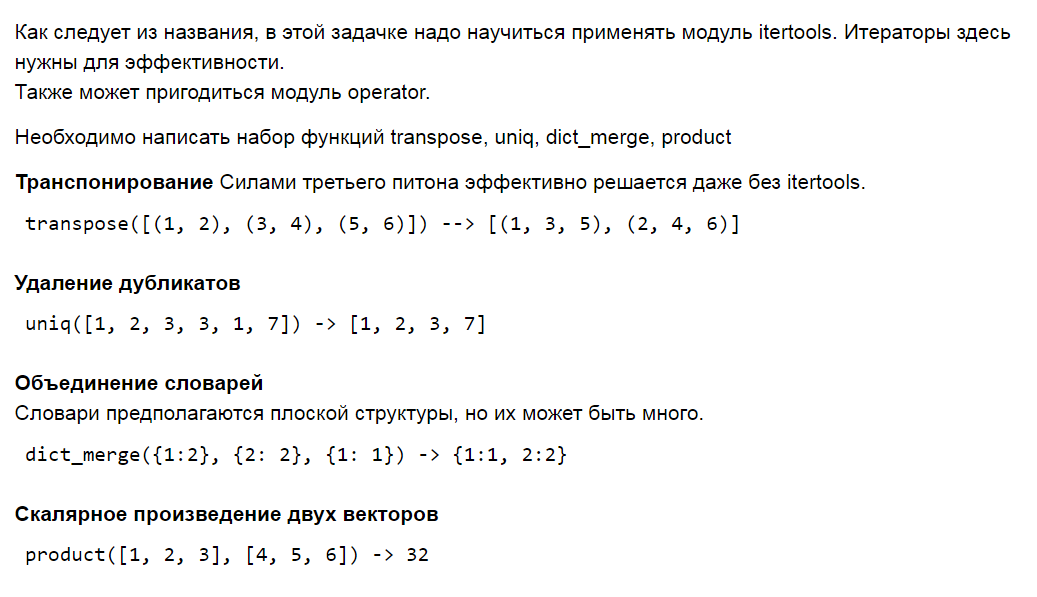 Как следует из названия, в этой задачке надо научиться применять модуль itertools. Итераторы здесь
нужны для эффективности.
Также может пригодиться модуль operator.
Необходимо написать набор функций transpose, uniq, dict_merge, product
Транспонирование Силами третьего питона эффективно решается даже без itertools.
transpose([(1, 2), (3, 4), (5, 6)]) --> [(1, 3, 5), (2, 4, 6)]
Удаление дубликатов
uniq([1, 2, 3, 3, 1, 7]) -> [1, 2, 3, 7]
Объединение словарей
Словари предполагаются плоской структуры, но их может быть много.
dict_merge({1:2}, {2: 2}, {1: 1}) -> {1:1, 2:2}
Скалярное произведение двух векторов
product([1, 2, 3], [4, 5, 6]) -> 32